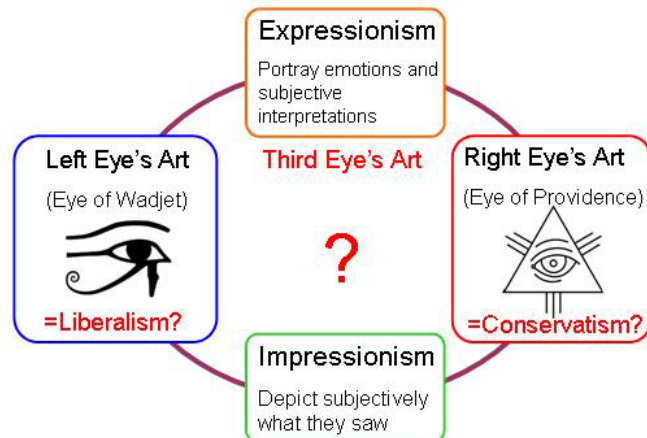 Expressionism
Portray emotions and
subjective
interpretations
Left Eye's Art
(Eye of Wadjet)
=Liberalism?
Third Eye's Art
?
Right Eye's Art
(Eye of Providence)
=Conservatism?
Impressionism
Depict subjectively
what they saw